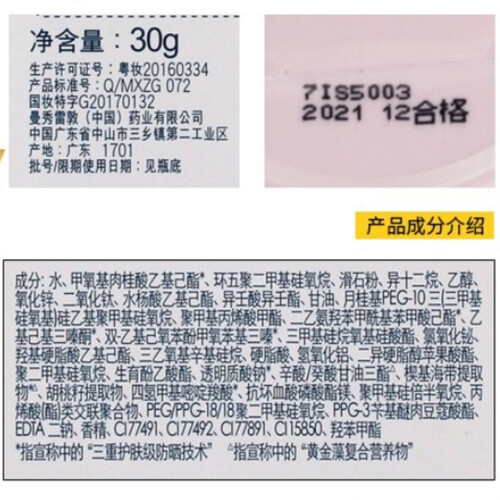 净含量：30g
生产许可证号：粤妆20160334
产品标准号：Q/MXZG 072
国妆特字G20170132
曼秀雷敦（中国）药业有限公司
中国广东省中山市三乡镇第二工业区
产地：广东 1701
批号/限期使用日期：见瓶底
7IS5003
2021 12合格
产品成分介绍
成分：水、甲氧基肉桂酸乙基己酯*、环五聚二甲基硅氧烷、滑石粉、异十二烷、乙醇、
氧化锌、二氧化钛、水杨酸乙基己酯、异壬酸异壬酯、甘油、月桂基PEG-10 三(三甲
基硅氧基)硅乙基聚甲基硅氧烷、聚甲基丙烯酸甲酯、二乙氨羟苯甲酰基苯甲酸己酯*、乙
基己基三嗪酮*、双-乙基己氧苯酚甲氧苯基三嗪*、三甲基硅烷氧基硅酸酯、氯氧化铋、
羟基硬脂酸乙基己酯、三乙氧基辛基硅烷、硬脂酸、氢氧化铝、二异硬脂醇苹果酸酯、
聚二甲基硅氧烷、生育酚乙酸酯、透明质酸钠*、辛酸/癸酸甘油三酯△、楔基海带提取
物△、胡桃籽提取物、四氢甲基嘧啶羧酸*、抗坏血酸磷酸酯镁、聚甲基硅倍半氧烷、丙
烯酸(酯)类交联聚合物、PEG/PPG-18/18聚二甲基硅氧烷、PPG-3苄基醚肉豆蔻酸酯、
EDTA 二钠、香精、CI77491、CI77492、CI77891、CI15850、羟苯甲酯
*指宣称中的“三重护肤级防晒技术” △指宣称中的“黄金藻复合营养物”